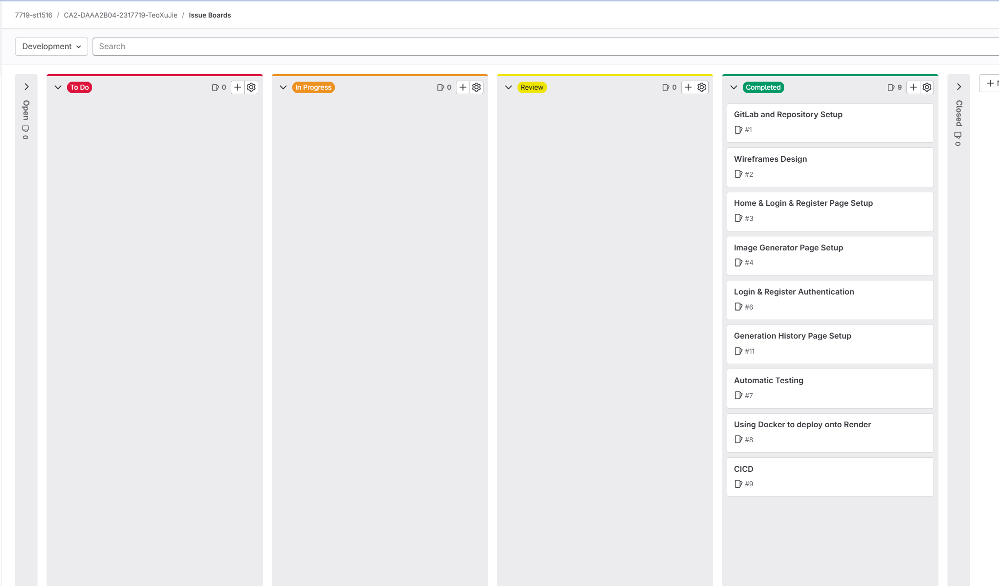 7719-st1516 / CA2-DAAA2B04-2317719-TeoXuJie / Issue Boards
Development
Search
Open 0
To Do 0
In Progress 0
Review 0
Completed 9
GitLab and Repository Setup
#1
Wireframes Design
#2
Home & Login & Register Page Setup
#3
Image Generator Page Setup
#4
Login & Register Authentication
#6
Generation History Page Setup
#11
Automatic Testing
#7
Using Docker to deploy onto Render
#8
CICD
#9
Closed 0